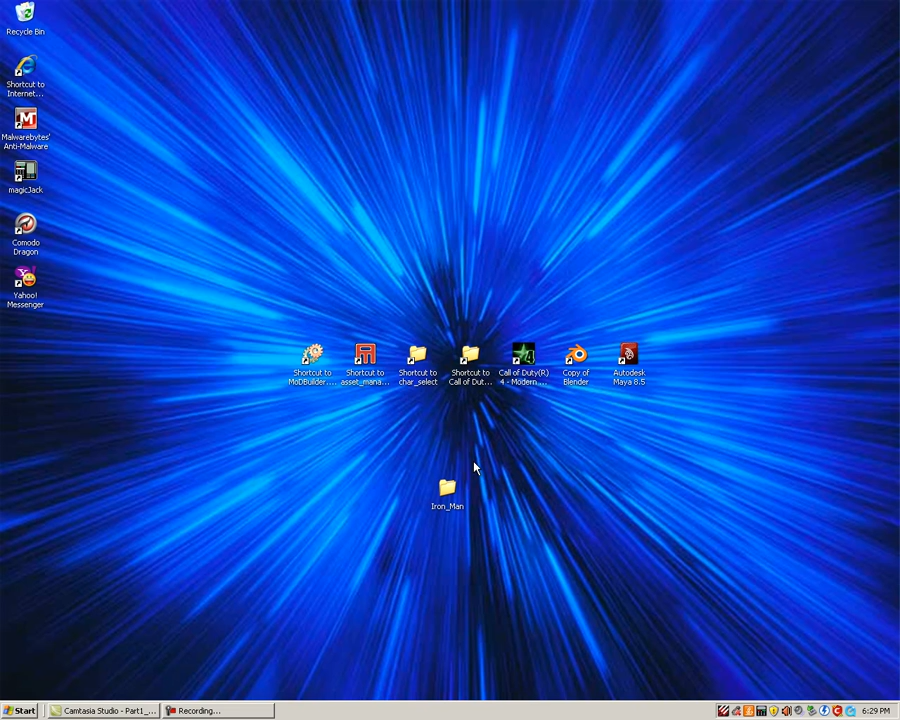 Recycle Bin
Shortcut to
Internet...
Malwarebytes'
Anti-Malware
magicJack
Comodo
Dragon
Yahoo!
Messenger
Shortcut to
MoDBuilder....
Shortcut to
asset_mana...
Shortcut to
char_select
Shortcut to
Call of Dut...
Call of Duty(R)
4 - Modern ...
Copy of
Blender
Autodesk
Maya 8.5
Iron_Man
Start
Camtasia Studio - Part1_...
Recording...
6:29 PM